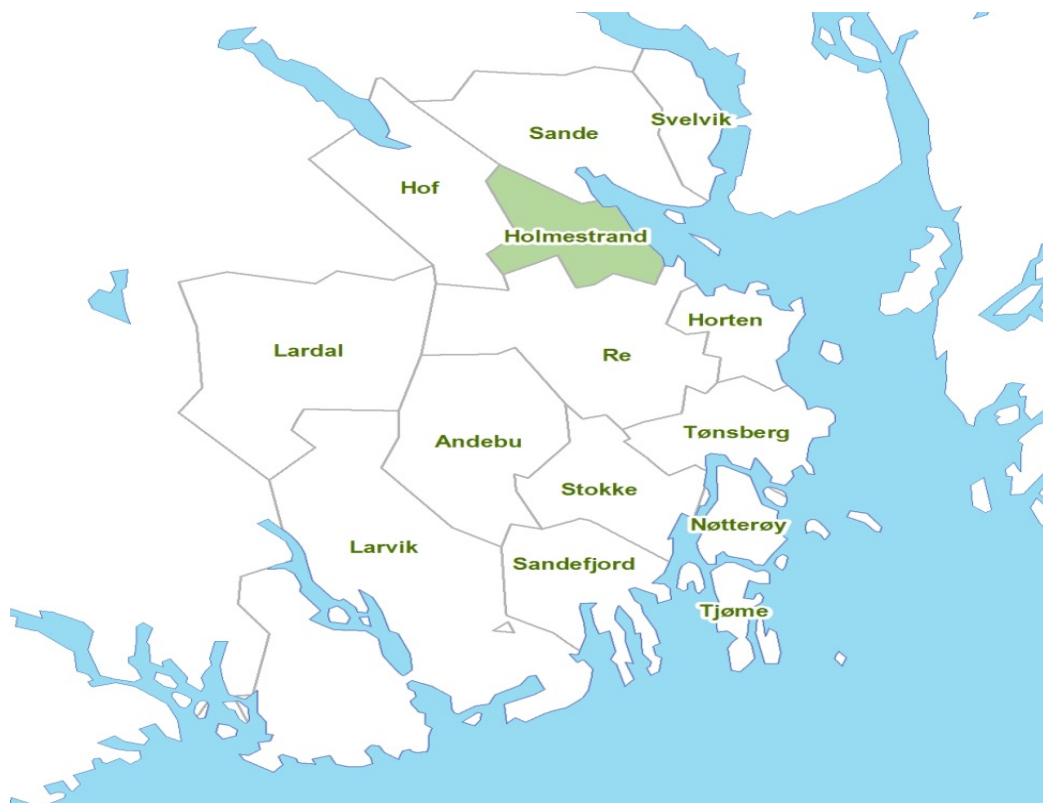 Svelvik
Sande
Hof
Holmestrand
Horten
Lardal
Re
Tønsberg
Andebu
Stokke
Nøtterøy
Larvik
Sandefjord
Tjøme